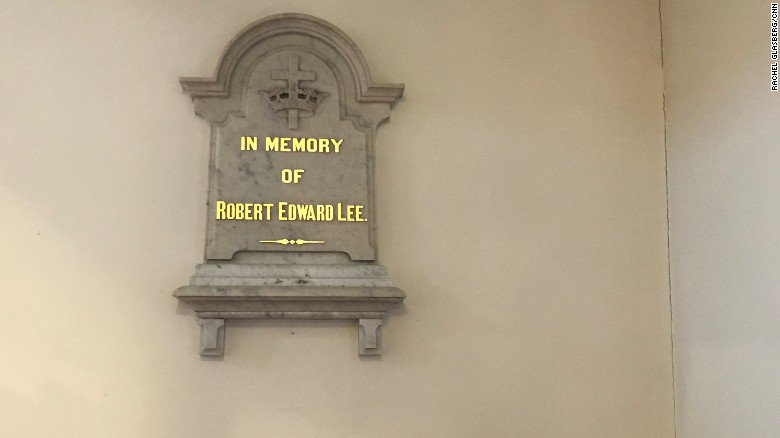 IN MEMORY
OF
ROBERT EDWARD LEE.
RACHEL GLASBERG/CNN